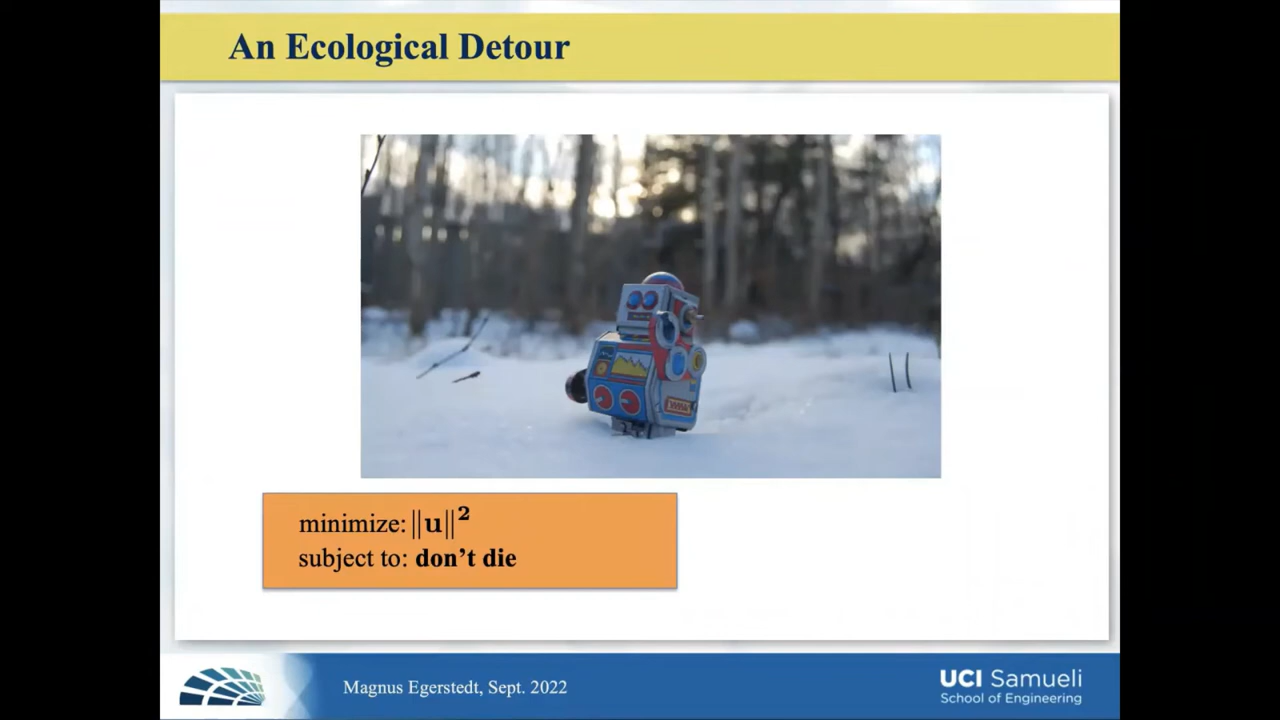 An Ecological Detour
minimize: ||u||²
subject to: don't die
Magnus Egerstedt, Sept. 2022
UCI Samueli
School of Engineering